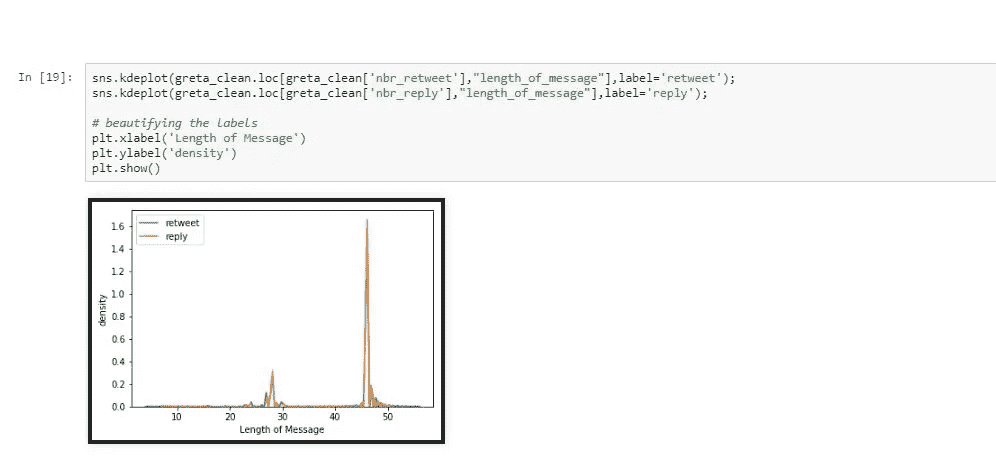 In [19]:
sns.kdeplot(greta_clean.loc[greta_clean['nbr_retweet'],"length_of_message"],label='retweet');
sns.kdeplot(greta_clean.loc[greta_clean['nbr_reply'],"length_of_message"],label='reply');
# beautifying the labels
plt.xlabel('Length of Message')
plt.ylabel('density')
plt.show()
retweet
reply
1.6
1.4
1.2
1.0
0.8
0.6
0.4
0.2
0.0
density
10 20 30 40 50
Length of Message